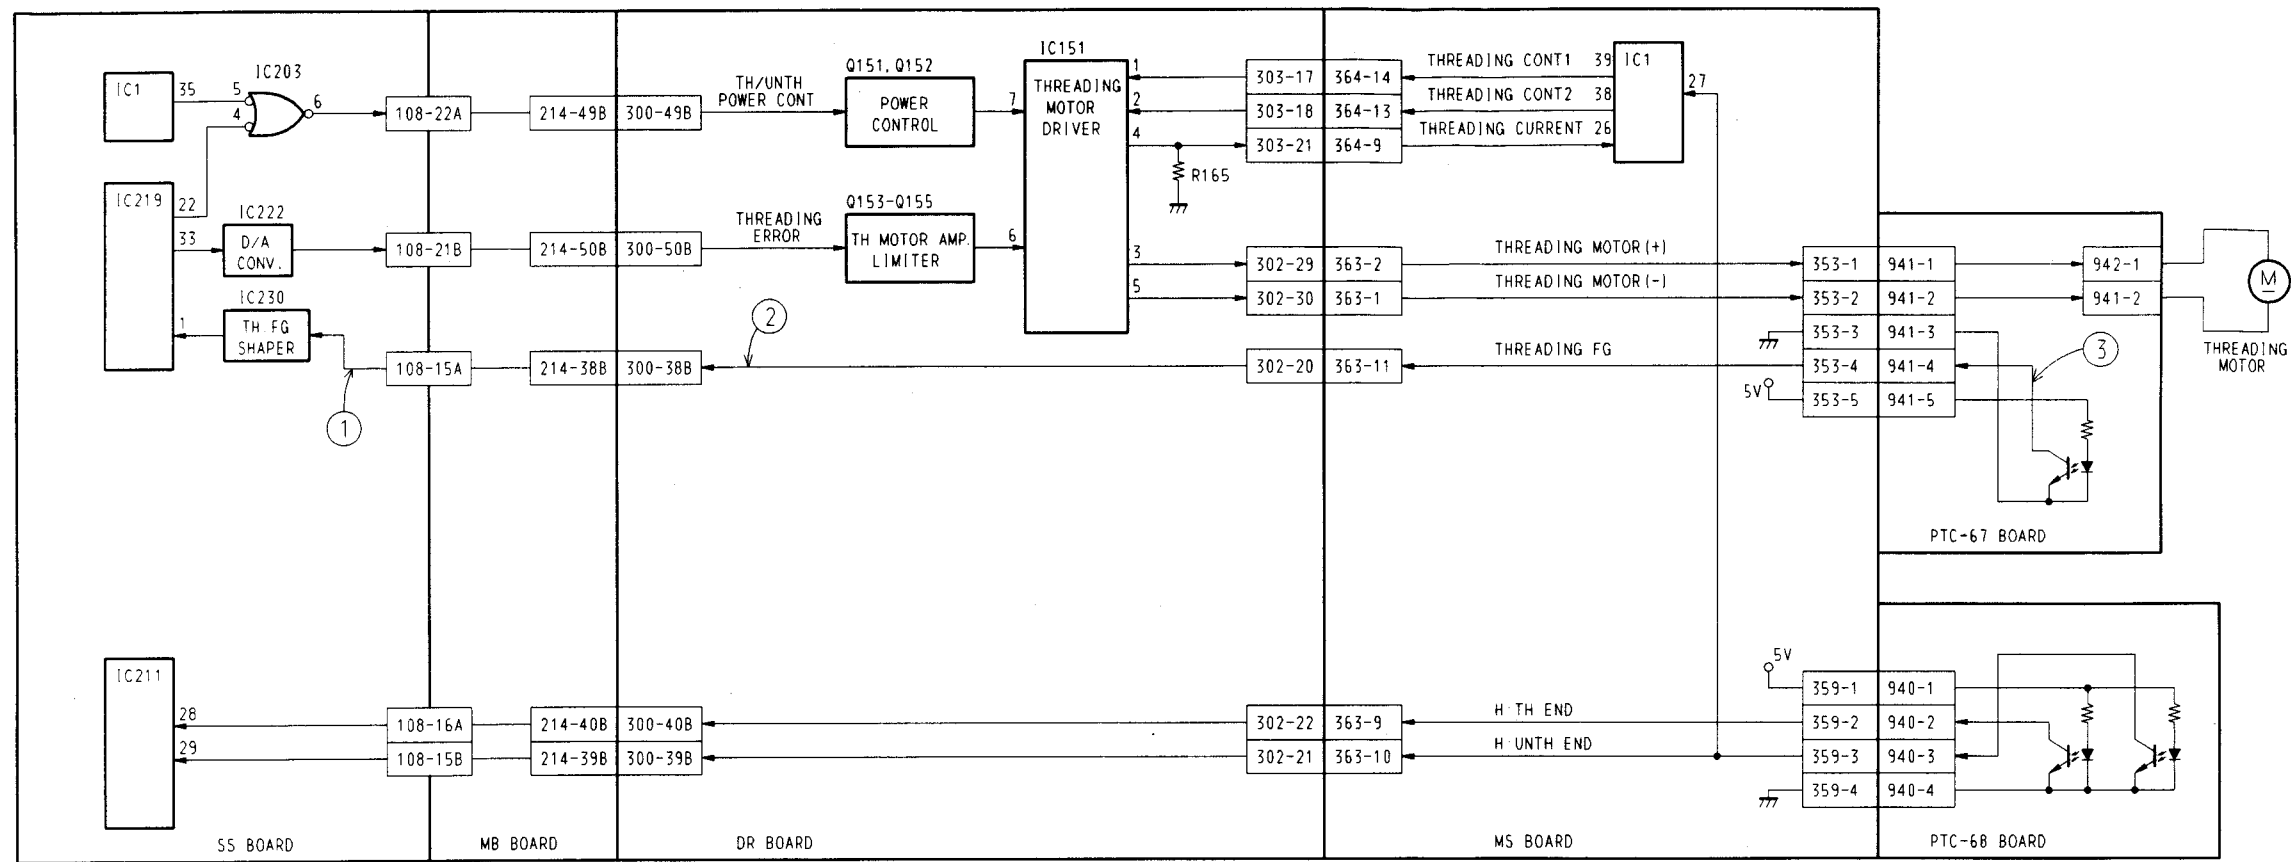 IC1
35
IC203
5
4
6
108-22A
214-49B
300-49B
TH/UNTH
POWER CONT
Q151, Q152
POWER
CONTROL
7
IC151
THREADING
MOTOR
DRIVER
1
2
4
R165
303-17
364-14
303-18
364-13
303-21
364-9
THREADING CONT1 39
THREADING CONT2 38
THREADING CURRENT 26
IC1
27
IC219
22
33
1
IC222
D/A
CONV.
108-21B
214-50B
300-50B
THREADING
ERROR
Q153-Q155
TH MOTOR AMP.
LIMITER
6
3
5
302-29
363-2
302-30
363-1
THREADING MOTOR(+)
THREADING MOTOR(-)
353-1
941-1
353-2
941-2
353-3
941-3
353-4
941-4
353-5
941-5
5V
942-1
941-2
M
THREADING
MOTOR
IC230
TH FG
SHAPER
1
108-15A
214-38B
300-38B
2
302-20
363-11
THREADING FG
3
PTC-67 BOARD
IC211
28
29
108-16A
214-40B
300-40B
108-15B
214-39B
300-39B
302-22
363-9
302-21
363-10
H:TH END
H:UNTH END
5V
359-1
940-1
359-2
940-2
359-3
940-3
359-4
940-4
SS BOARD
MB BOARD
DR BOARD
MS BOARD
PTC-68 BOARD